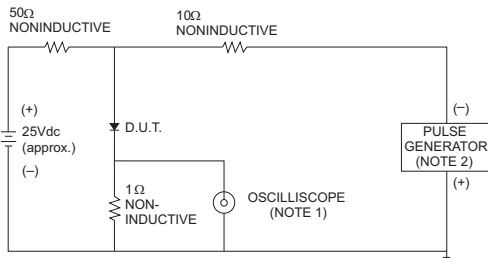 50Ω
NONINDUCTIVE
10Ω
NONINDUCTIVE
(+)
25Vdc
(approx.)
(–)
D.U.T.
1Ω
NON-
INDUCTIVE
OSCILLISCOPE
(NOTE 1)
(–)
PULSE
GENERATOR
(NOTE 2)
(+)